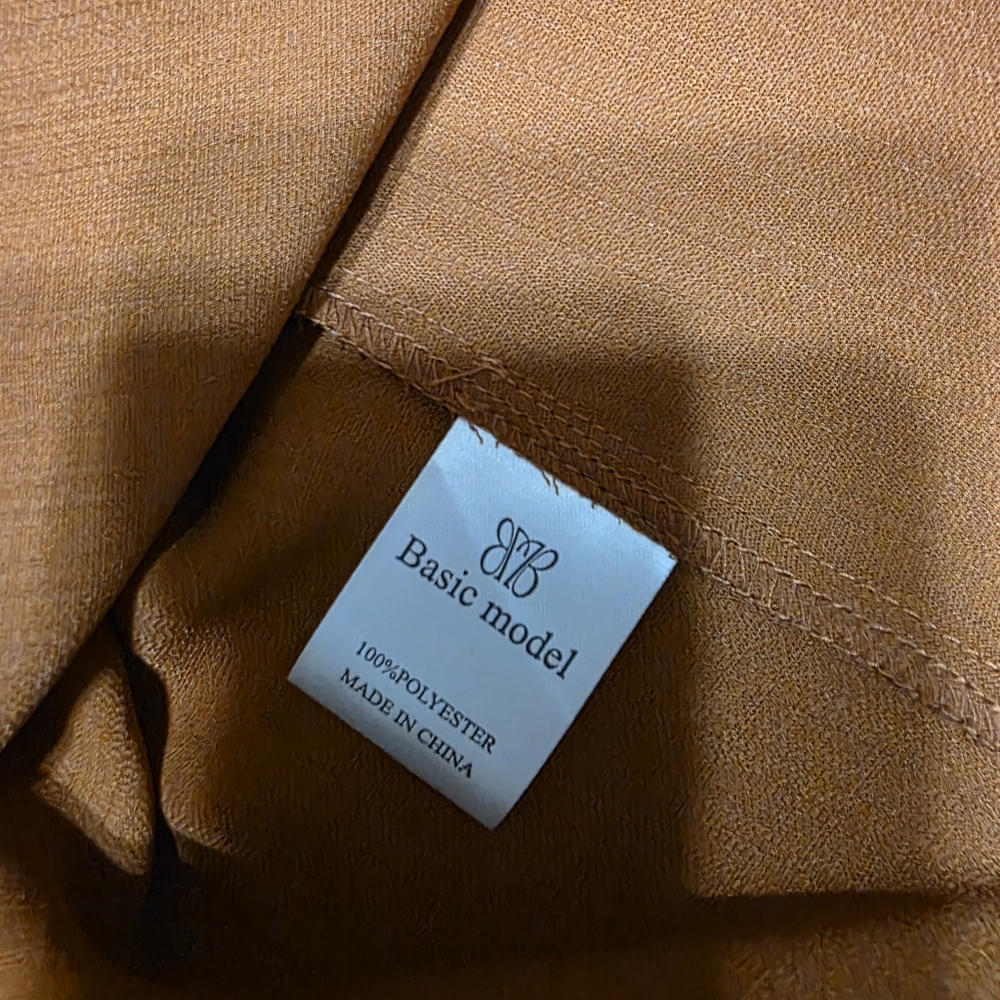 Basic model
100%POLYESTER
MADE IN CHINA